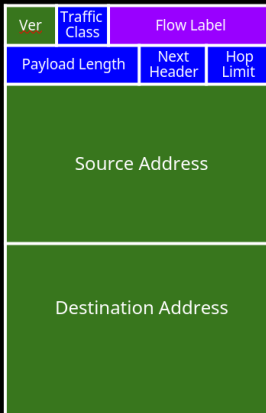 Ver
Traffic
Class
Flow Label
Payload Length
Next
Header
Hop
Limit
Source Address
Destination Address